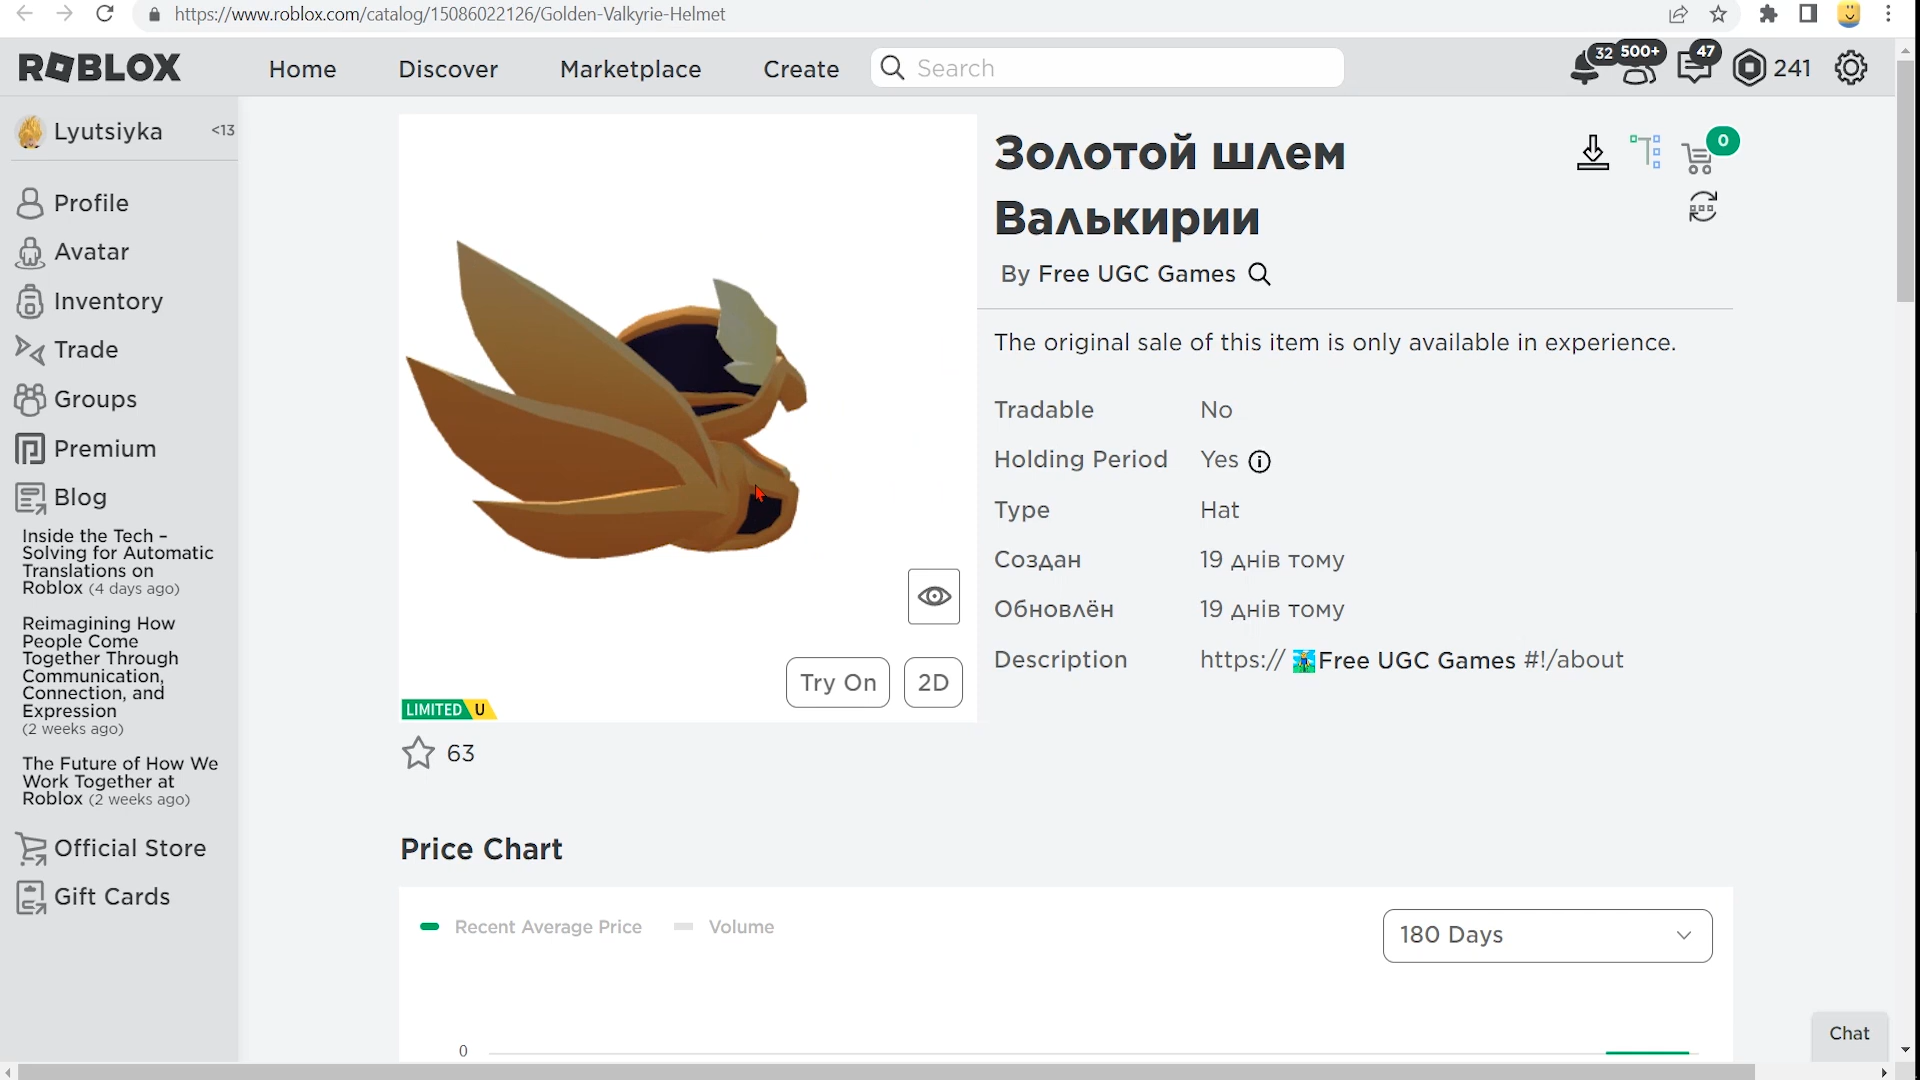 https://www.roblox.com/catalog/15086022126/Golden-Valkyrie-Helmet
ROBLOX
Home
Discover
Marketplace
Create
Search
32
500+
47
241
Lyutsiyka
<13
Profile
Avatar
Inventory
Trade
Groups
Premium
Blog
Inside the Tech –
Solving for Automatic
Translations on
Roblox (4 days ago)
Reimagining How
People Come
Together Through
Communication,
Connection, and
Expression
(2 weeks ago)
The Future of How We
Work Together at
Roblox (2 weeks ago)
Official Store
Gift Cards
Try On
2D
LIMITED U
63
Золотой шлем
Валькирии
0
By Free UGC Games
The original sale of this item is only available in experience.
Tradable No
Holding Period Yes
Type Hat
Создан 19 днів тому
Обновлён 19 днів тому
Description https:// Free UGC Games #!/about
Price Chart
Recent Average Price
Volume
180 Days
0
Chat